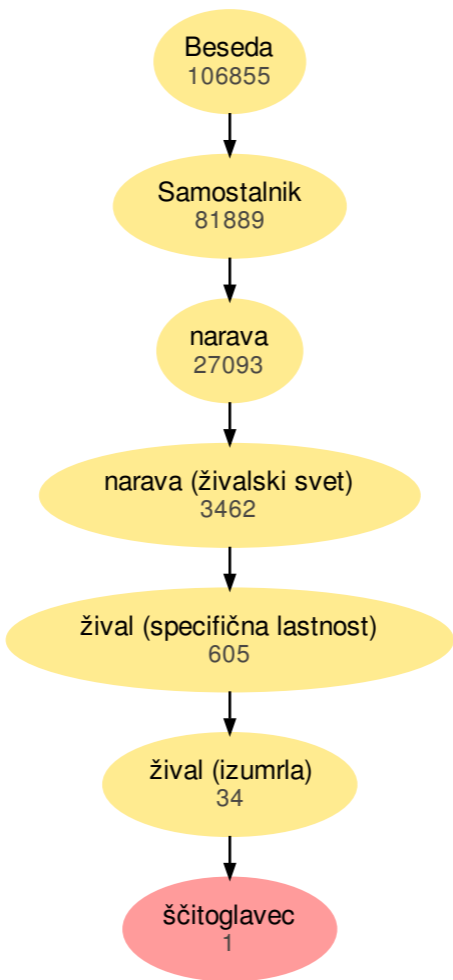 Beseda
106855
Samostalnik
81889
narava
27093
narava (živalski svet)
3462
žival (specifična lastnost)
605
žival (izumrla)
34
ščitoglavec
1